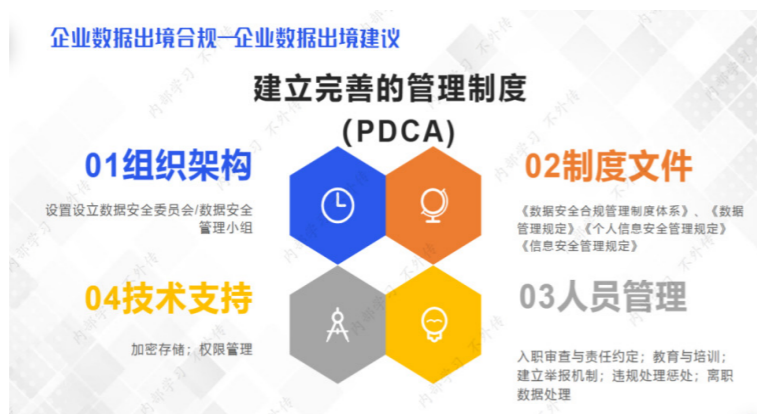 企业数据出境合规—企业数据出境建议
建立完善的管理制度
(PDCA)
01组织架构
设置设立数据安全委员会/数据安全
管理小组
02制度文件
《数据安全合规管理制度体系》、《数据
管理规定》《个人信息安全管理规定》
《信息安全管理规定》
04技术支持
加密存储；权限管理
03人员管理
入职审查与责任约定；教育与培训；
建立举报机制；违规处理惩处；离职
数据处理
内部学习 不外传